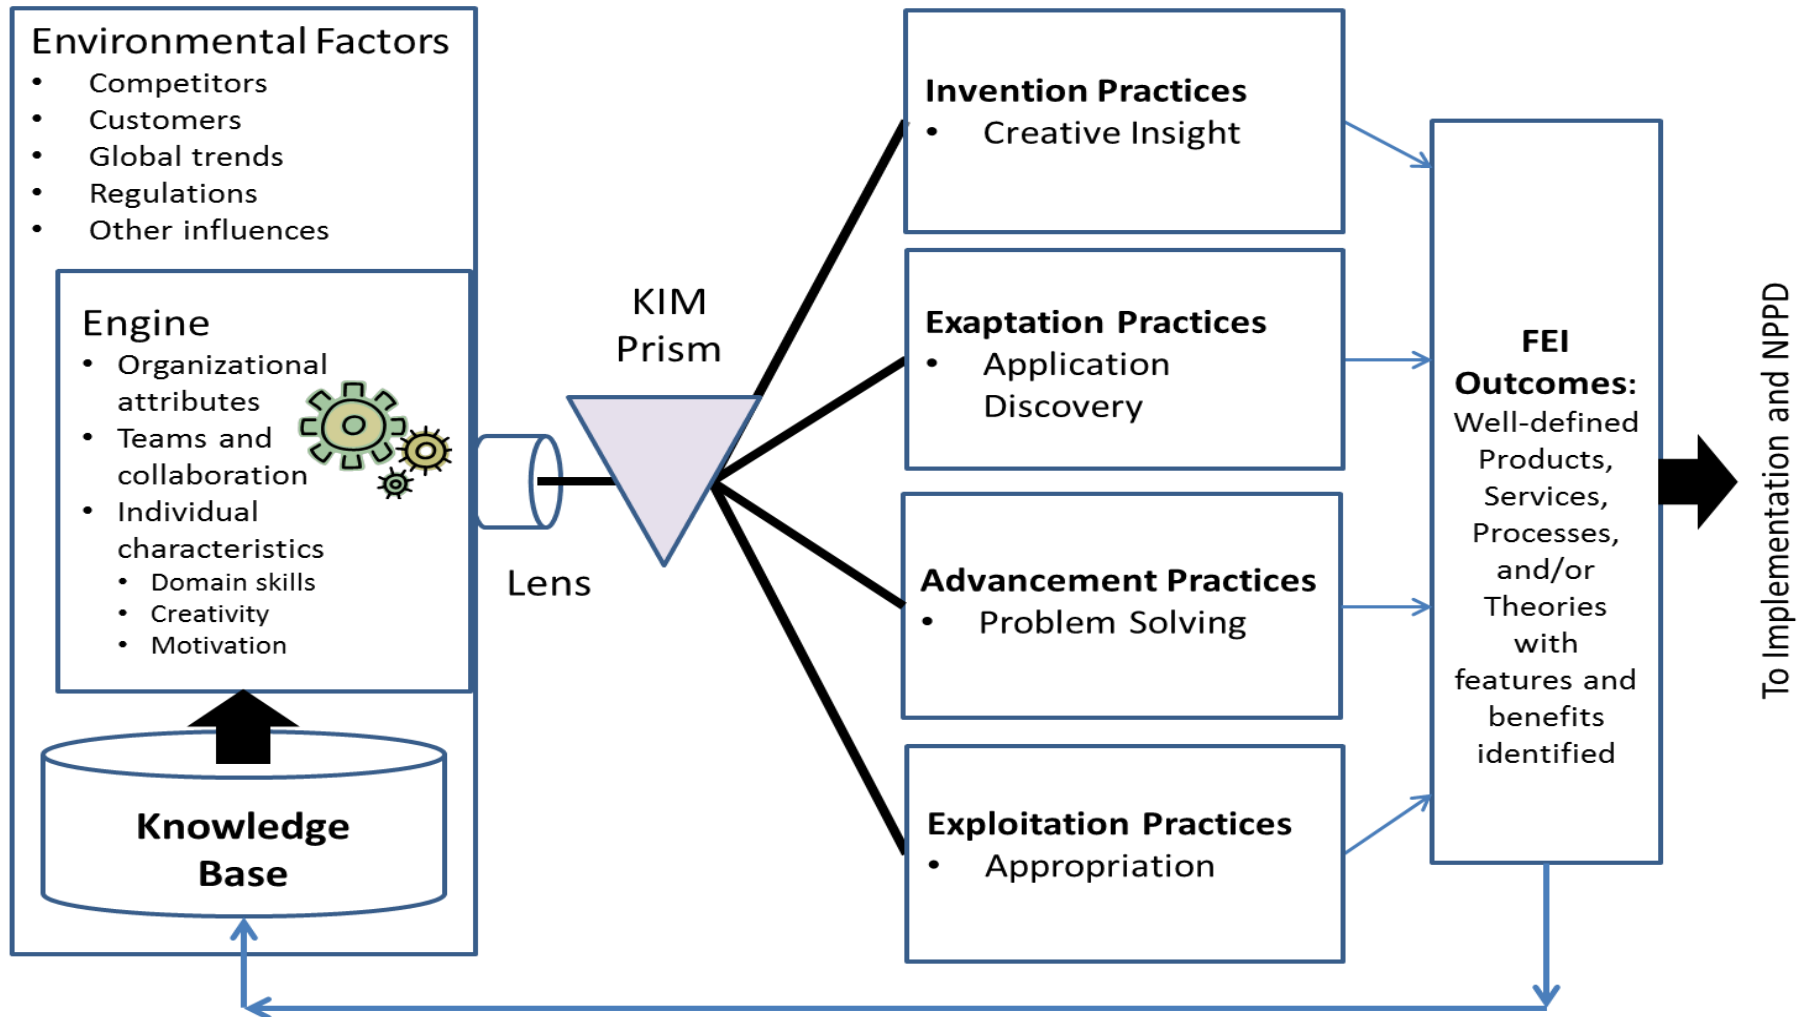 Environmental Factors
• Competitors
• Customers
• Global trends
• Regulations
• Other influences
Engine
• Organizational
attributes
• Teams and
collaboration
• Individual
characteristics
• Domain skills
• Creativity
• Motivation
Knowledge
Base
Lens
KIM
Prism
Invention Practices
• Creative Insight
Exaptation Practices
• Application
Discovery
Advancement Practices
• Problem Solving
Exploitation Practices
• Appropriation
FEI
Outcomes:
Well-defined
Products,
Services,
Processes,
and/or
Theories
with
features and
benefits
identified
To Implementation and NPPD